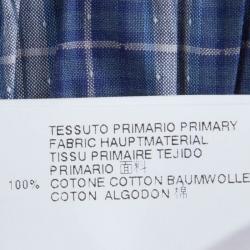 TESSUTO PRIMARIO PRIMARY
FABRIC HAUPTMATERIAL
TISSU PRIMAIRE TEJIDO
PRIMARIO 面料
100% COTONE COTTON BAUMWOLLE
COTON ALGODON 棉